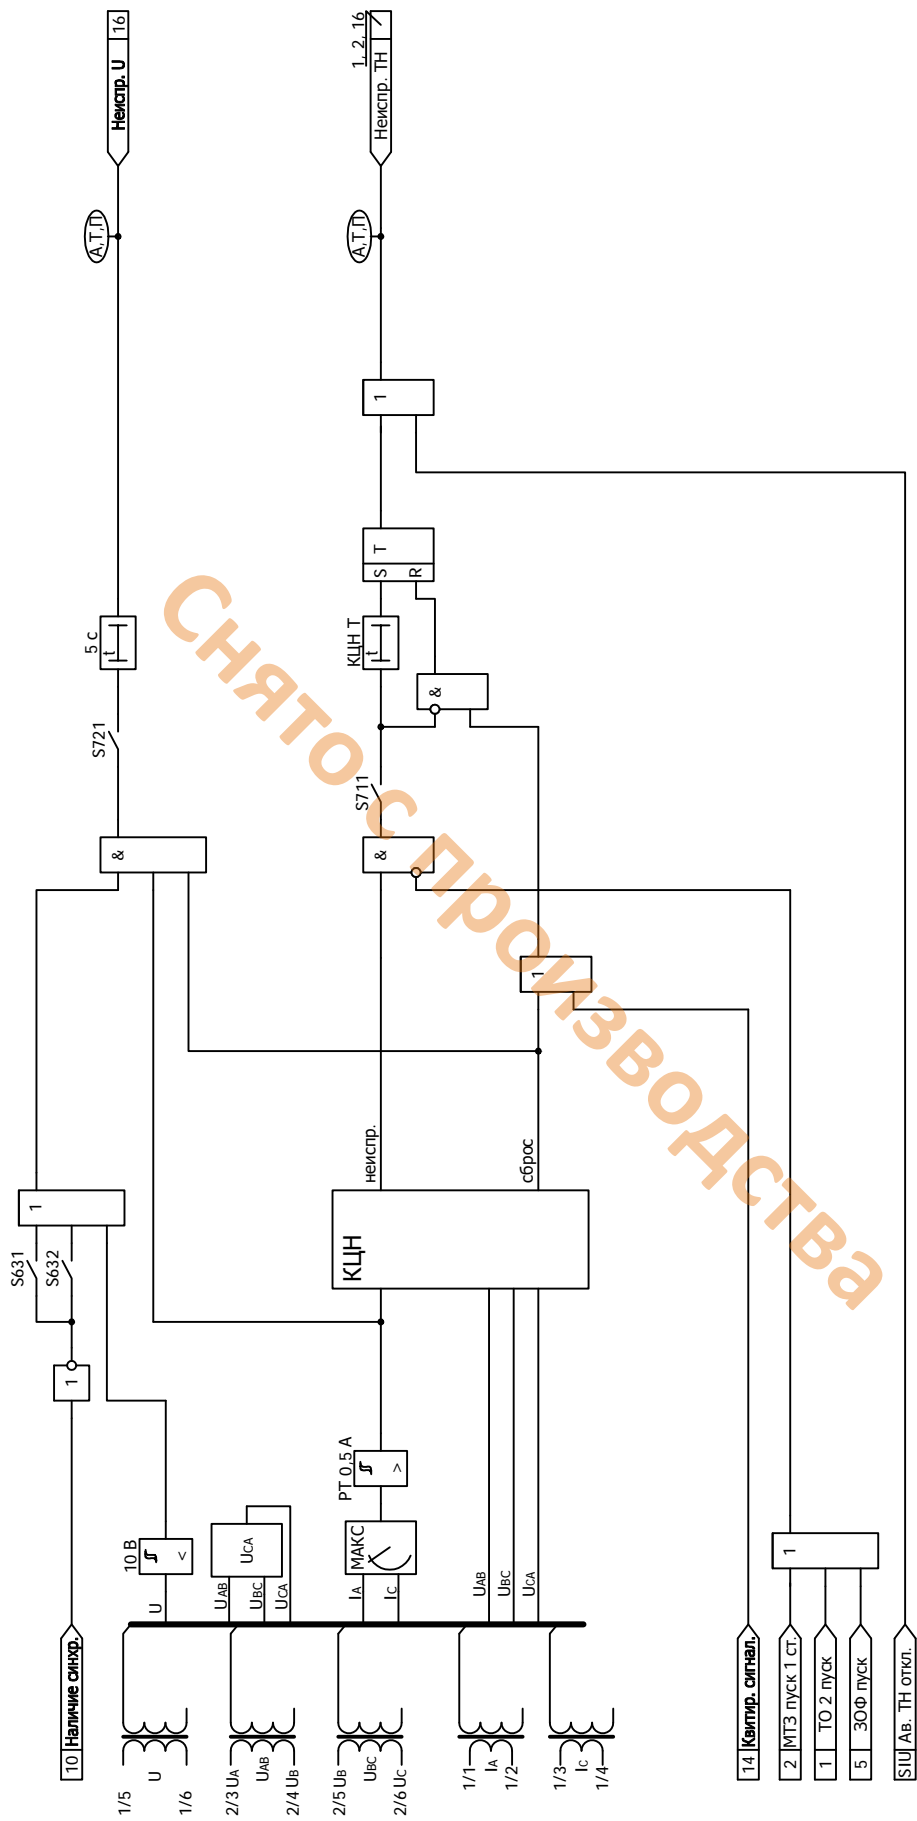 1/5
U
1/6
2/3 UA
UAB
2/4 UB
2/5 UB
UBC
2/6 UC
1/1
IA
1/2
1/3
IC
1/4
10 Наличие синхр.
14 Квитир. сигнал.
2 МТЗ пуск 1 ст.
1 ТО 2 пуск
5 ЗОФ пуск
SIU Ав. ТН откл.
U
UAB
UBC
UCA
IA
IC
UAB
UBC
UCA
10 В
<
UCA
МАКС
РТ 0,5 А
>
1
1
S631
S632
1
КЦН
неиспр.
сброс
1
&
&
S721
S711
&
5 с
t
КЦН Т
t
S
R
T
1
А,Т,П
А,Т,П
Неиспр. U 16
Неиспр. ТН
1, 2, 16
Снято с производства